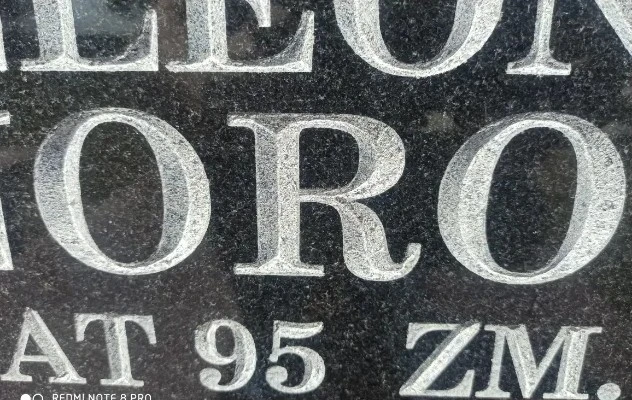 LEON
ORO
AT 95 ZM.
REDMI NOTE 8 PRO